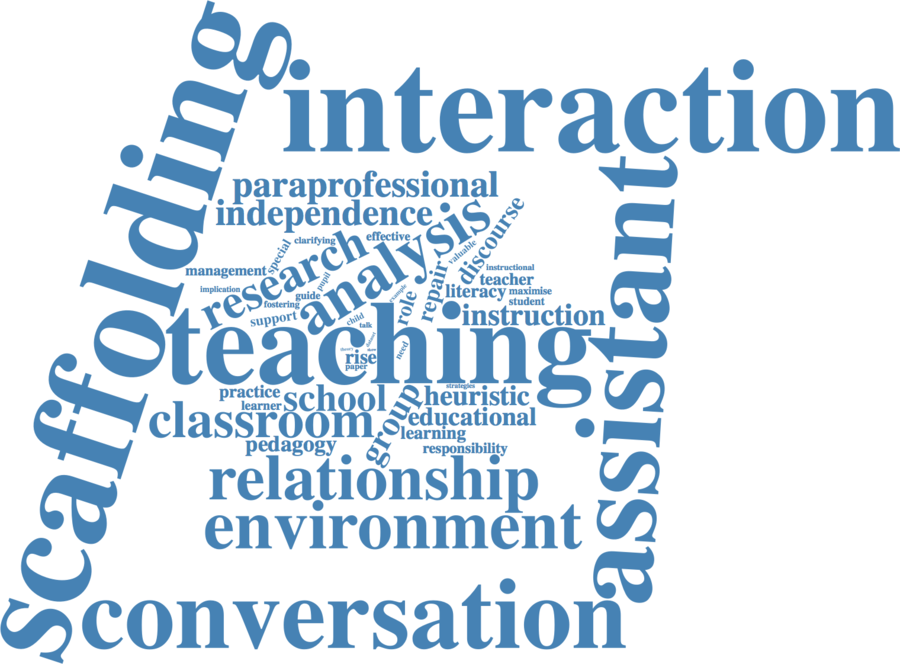 scaffolding
interaction
assistant
paraprofessional
independence
analysis
discourse
research
special
clarifying
effective
valuable
management
pupil
repair
instructional
teacher
implication
guide
example
role
literacy
maximise
fostering
student
support
child
talk
instruction
teaching
need
rise
paper
strategies
practice
school
group
heuristic
learner
classroom
educational
learning
pedagogy
responsibility
relationship
environment
conversation